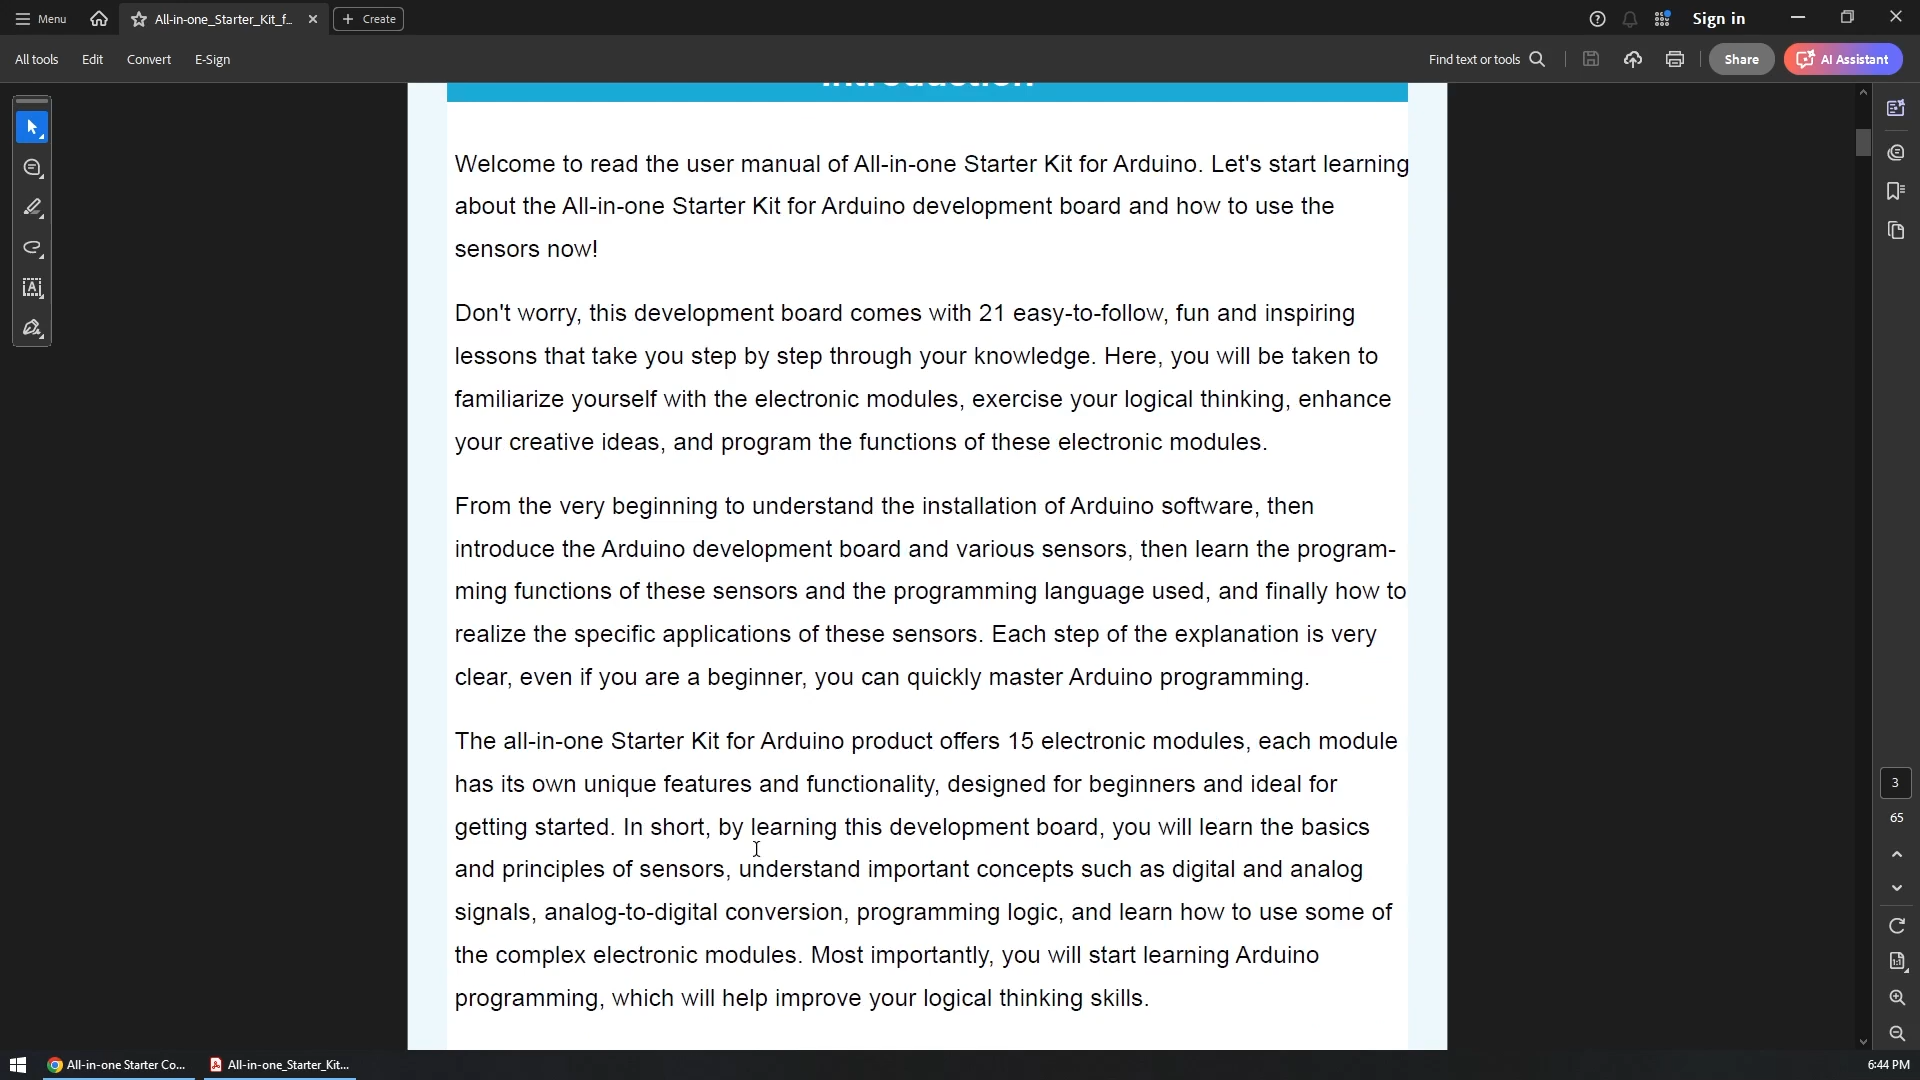 Menu
All-in-one_Starter_Kit_f...
Create
Sign in
All tools
Edit
Convert
E-Sign
Find text or tools
Share
AI Assistant
Introduction
Welcome to read the user manual of All-in-one Starter Kit for Arduino. Let's start learning
about the All-in-one Starter Kit for Arduino development board and how to use the
sensors now!
Don't worry, this development board comes with 21 easy-to-follow, fun and inspiring
lessons that take you step by step through your knowledge. Here, you will be taken to
familiarize yourself with the electronic modules, exercise your logical thinking, enhance
your creative ideas, and program the functions of these electronic modules.
From the very beginning to understand the installation of Arduino software, then
introduce the Arduino development board and various sensors, then learn the program-
ming functions of these sensors and the programming language used, and finally how to
realize the specific applications of these sensors. Each step of the explanation is very
clear, even if you are a beginner, you can quickly master Arduino programming.
The all-in-one Starter Kit for Arduino product offers 15 electronic modules, each module
has its own unique features and functionality, designed for beginners and ideal for
getting started. In short, by learning this development board, you will learn the basics
and principles of sensors, understand important concepts such as digital and analog
signals, analog-to-digital conversion, programming logic, and learn how to use some of
the complex electronic modules. Most importantly, you will start learning Arduino
programming, which will help improve your logical thinking skills.
3
65
All-in-one Starter Co...
All-in-one_Starter_Kit...
6:44 PM